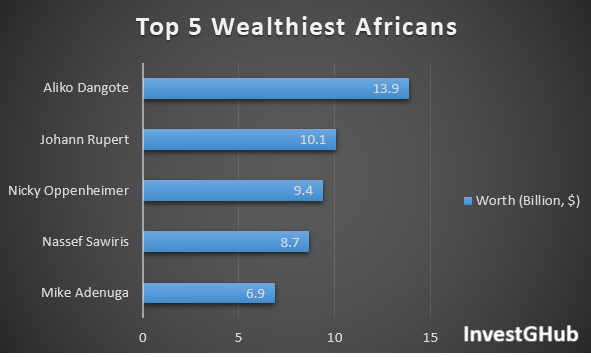 Top 5 Wealthiest Africans
Aliko Dangote 13.9
Johann Rupert 10.1
Nicky Oppenheimer 9.4
Nassef Sawiris 8.7
Mike Adenuga 6.9
0 5 10 15
Worth (Billion, $)
InvestGHub